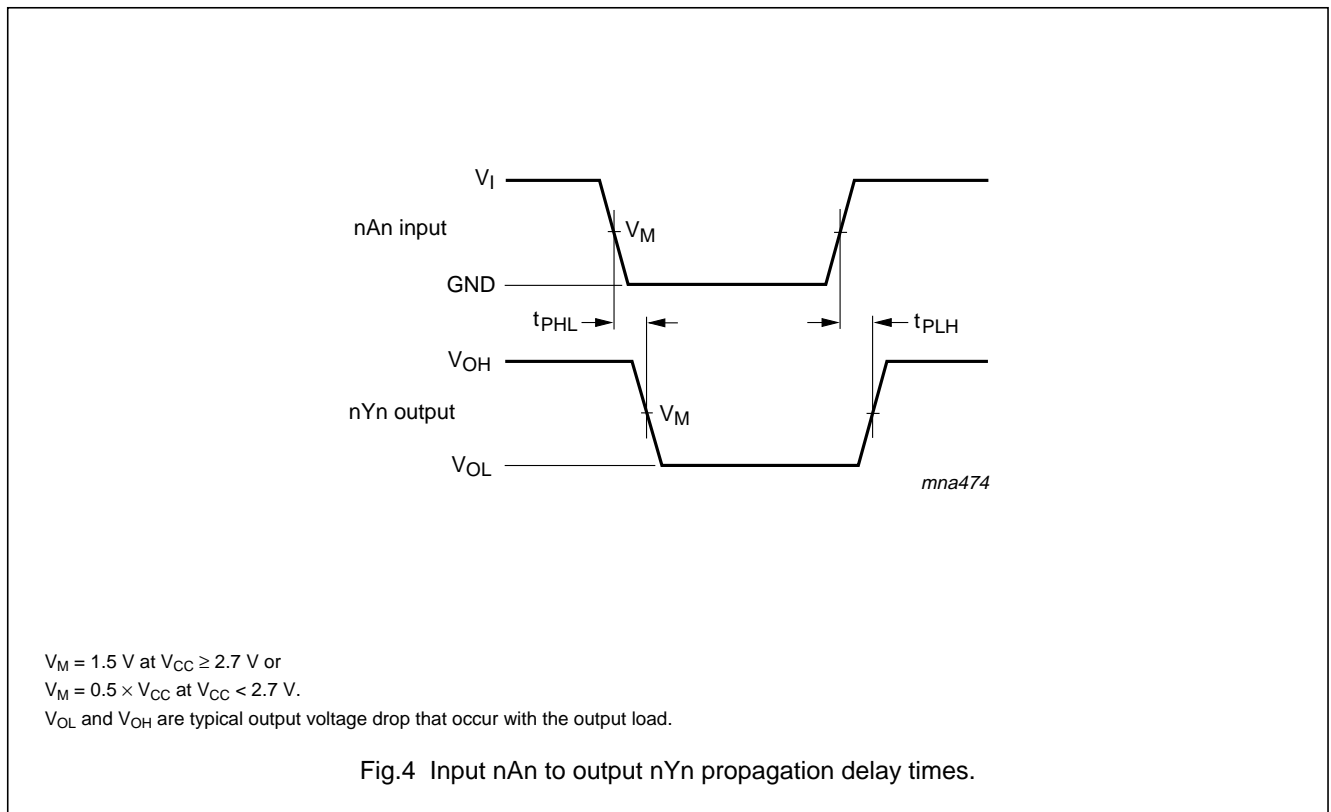 V_I
nAn input
V_M
GND
t_PHL
t_PLH
V_OH
nYn output
V_M
V_OL
mna474
V_M = 1.5 V at V_CC ≥ 2.7 V or
V_M = 0.5 × V_CC at V_CC < 2.7 V.
V_OL and V_OH are typical output voltage drop that occur with the output load.
Fig.4 Input nAn to output nYn propagation delay times.